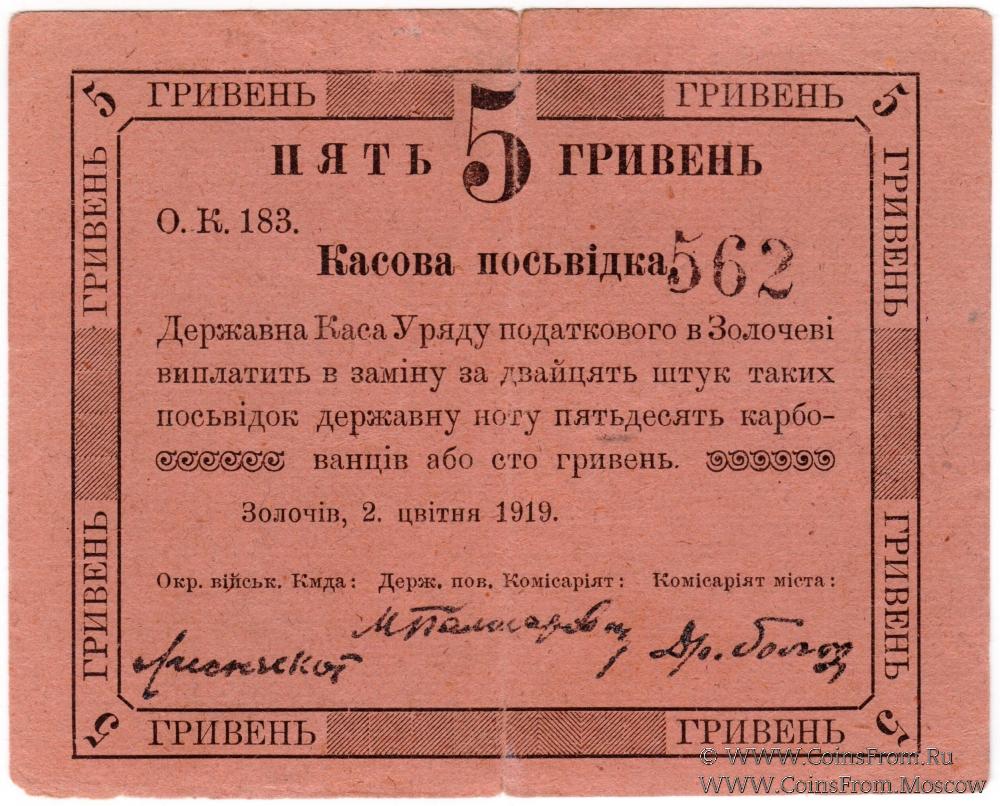 5 ГРИВЕНЬ ГРИВЕНЬ 5
ПЯТЬ 5 ГРИВЕНЬ
О. К. 183.
Касова посьвідка 562
Державна Каса Уряду податкового в Золочеві
виплатить в заміну за двайцять штук таких
посьвідок державну ноту пятьдесять карбо-
ванців або сто гривень.
Золочів, 2. цвітня 1919.
Окр. військ. Кмда: Держ. пов. Комісаріят: Комісаріят міста:
Др.
ГРИВЕНЬ
ГРИВЕНЬ
ГРИВЕНЬ
ГРИВЕНЬ
5 ГРИВЕНЬ ГРИВЕНЬ 5
© WWW.CoinsFrom.Ru
WWW.CoinsFrom.Moscow